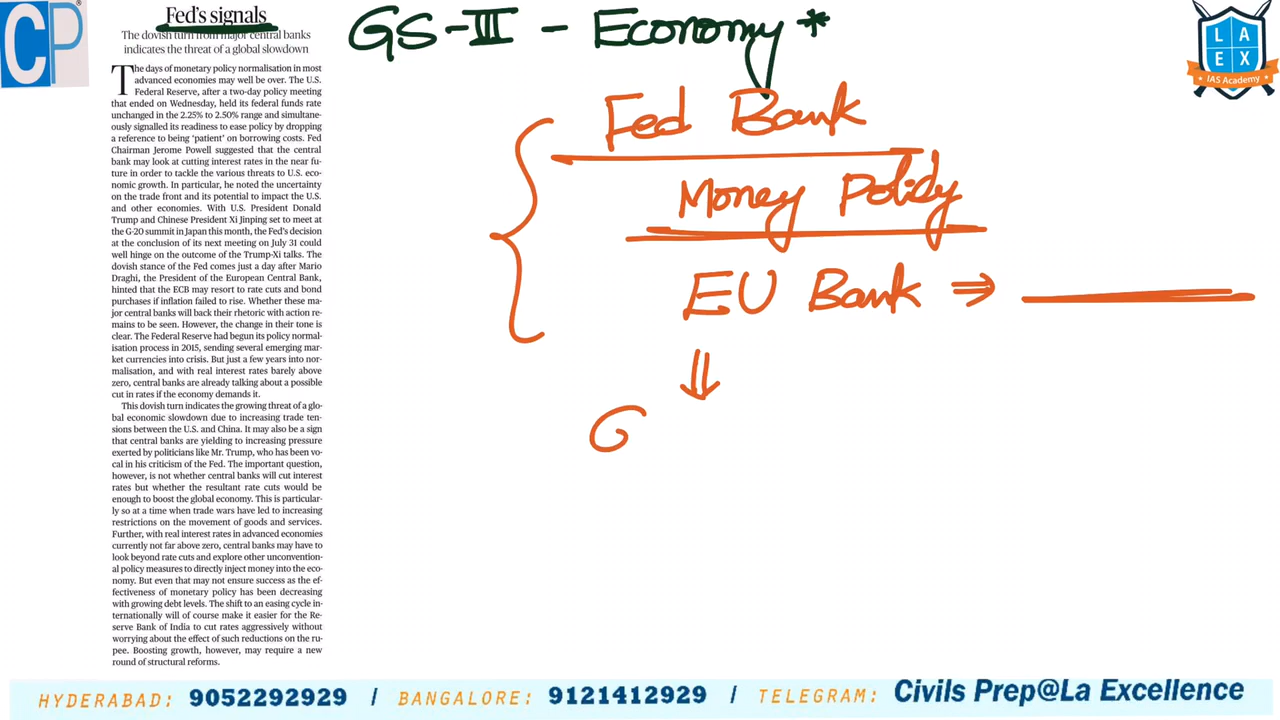 CP
Fed's signals
The dovish turn from major central banks
indicates the threat of a global slowdown
The days of monetary policy normalisation in most
advanced economies may well be over. The U.S.
Federal Reserve, after a two-day policy meeting
that ended on Wednesday, held its federal funds rate
unchanged in the 2.25% to 2.50% range and simultane-
ously signalled its readiness to ease policy by dropping
a reference to being 'patient' on borrowing costs. Fed
Chairman Jerome Powell suggested that the central
bank may look at cutting interest rates in the near fu-
ture in order to tackle the various threats to U.S. eco-
nomic growth. In particular, he noted the uncertainty
on the trade front and its potential to impact the U.S.
and other economies. With U.S. President Donald
Trump and Chinese President Xi Jinping set to meet at
the G-20 summit in Japan this month, the Fed's decision
at the conclusion of its next meeting on July 31 could
well hinge on the outcome of the Trump-Xi talks. The
dovish stance of the Fed comes just a day after Mario
Draghi, the President of the European Central Bank,
hinted that the ECB may resort to rate cuts and bond
purchases if inflation failed to rise. Whether these ma-
jor central banks will back their rhetoric with action re-
mains to be seen. However, the change in their tone is
clear. The Federal Reserve had begun its policy normal-
isation process in 2015, sending several emerging mar-
ket currencies into crisis. But just a few years into nor-
malisation, and with real interest rates barely above
zero, central banks are already talking about a possible
cut in rates if the economy demands it.
This dovish turn indicates the growing threat of a glo-
bal economic slowdown due to increasing trade ten-
sions between the U.S. and China. It may also be a sign
that central banks are yielding to increasing pressure
exerted by politicians like Mr. Trump, who has been vo-
cal in his criticism of the Fed. The important question,
however, is not whether central banks will cut interest
rates but whether the resultant rate cuts would be
enough to boost the global economy. This is particular-
ly so at a time when trade wars have led to increasing
restrictions on the movement of goods and services.
Further, with real interest rates in advanced economies
currently not far above zero, central banks may have to
look beyond rate cuts and explore other unconvention-
al policy measures to directly inject money into the eco-
nomy. But even that may not ensure success as the ef-
fectiveness of monetary policy has been decreasing
with growing debt levels. The shift to an easing cycle in-
ternationally will of course make it easier for the Re-
serve Bank of India to cut rates aggressively without
worrying about the effect of such reductions on the ru-
pee. Boosting growth, however, may require a new
round of structural reforms.
GS-III - Economy *
Fed Bank
Money Policy
EU Bank ⇒
G
L A
E X
IAS Academy
HYDERABAD: 9052292929 / BANGALORE: 9121412929 / TELEGRAM: Civils Prep@La Excellence